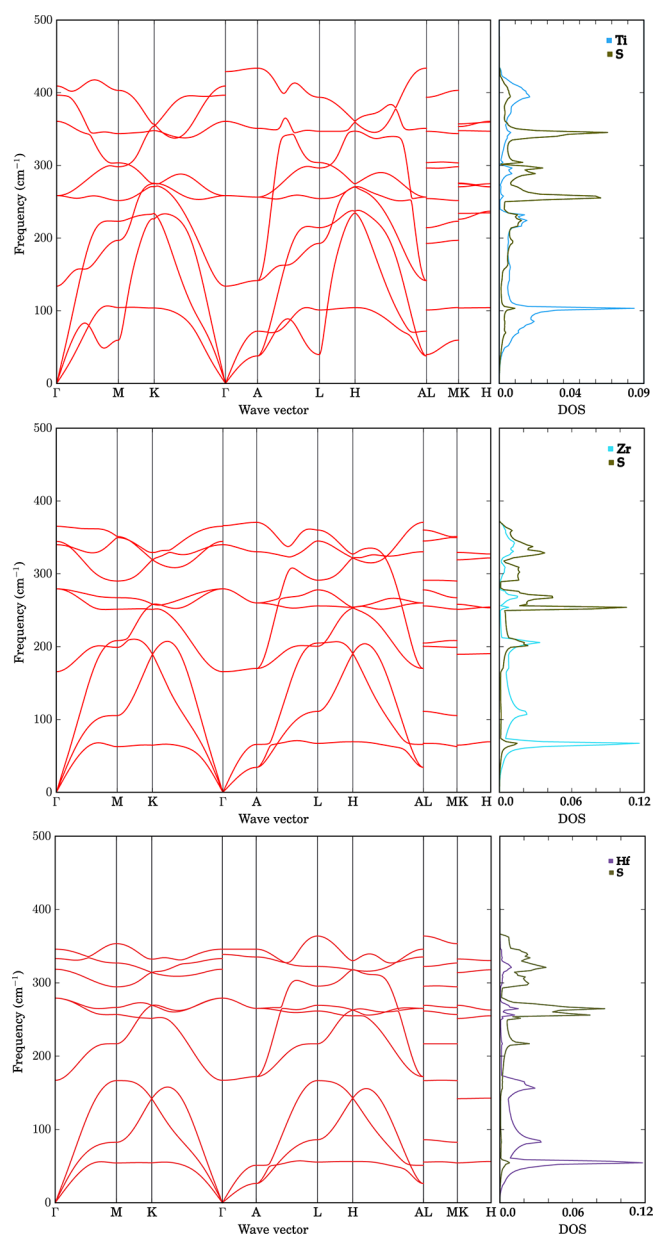 500
400
300
200
100
0
Frequency (cm⁻¹)
Γ M K Γ A L H AL MK H
Wave vector
Ti
S
0.0 0.04 0.09
DOS
500
400
300
200
100
0
Frequency (cm⁻¹)
Γ M K Γ A L H AL MK H
Wave vector
Zr
S
0.0 0.06 0.12
DOS
500
400
300
200
100
0
Frequency (cm⁻¹)
Γ M K Γ A L H AL MK H
Wave vector
Hf
S
0.0 0.06 0.12
DOS